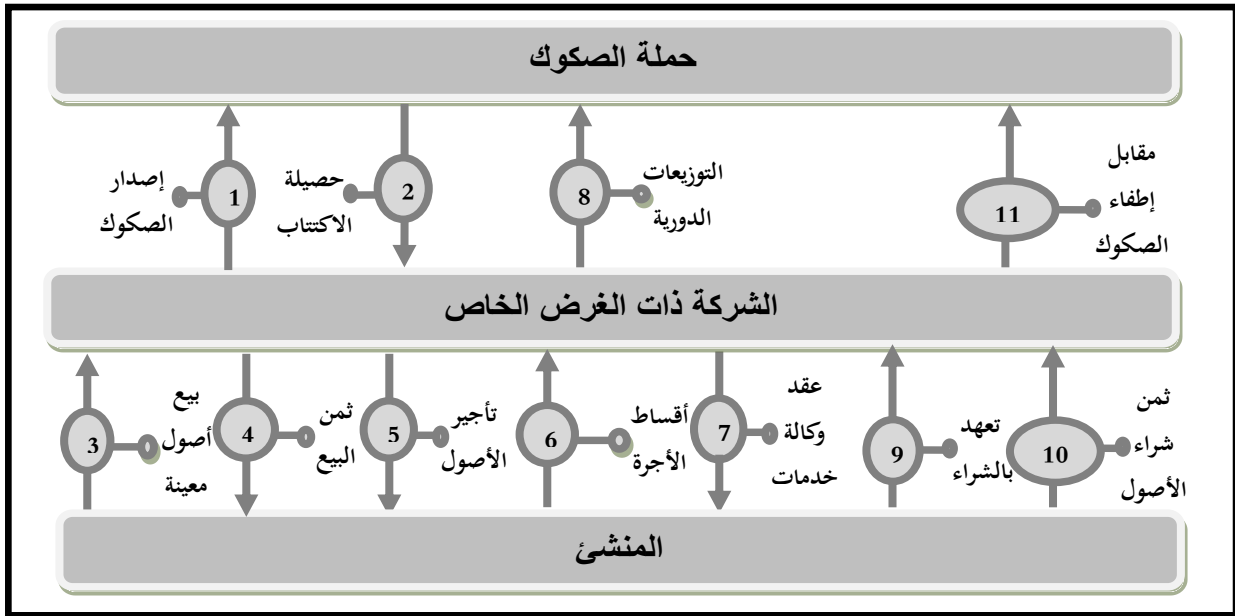 حملة الصكوك
1
إصدار
الصكوك
2
حصيلة
الاكتتاب
8
التوزيعات
الدورية
11
مقابل
إطفاء
الصكوك
الشركة ذات الغرض الخاص
3
بيع
أصول
معينة
4
ثمن
البيع
5
تأجير
الأصول
6
أقساط
الأجرة
7
عقد
وكالة
خدمات
9
تعهد
بالشراء
10
ثمن
شراء
الأصول
المنشئ